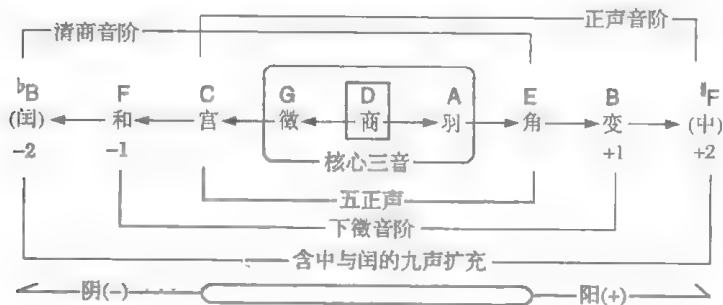 清商音阶 正声音阶
♭B F C G D A E B ♯F
(闰) 和 宫 徵 商 羽 角 变 (中)
-2 -1 +1 +2
核心三音
五正声
下徵音阶
含中与闰的九声扩充
阴(-) 阳(+)